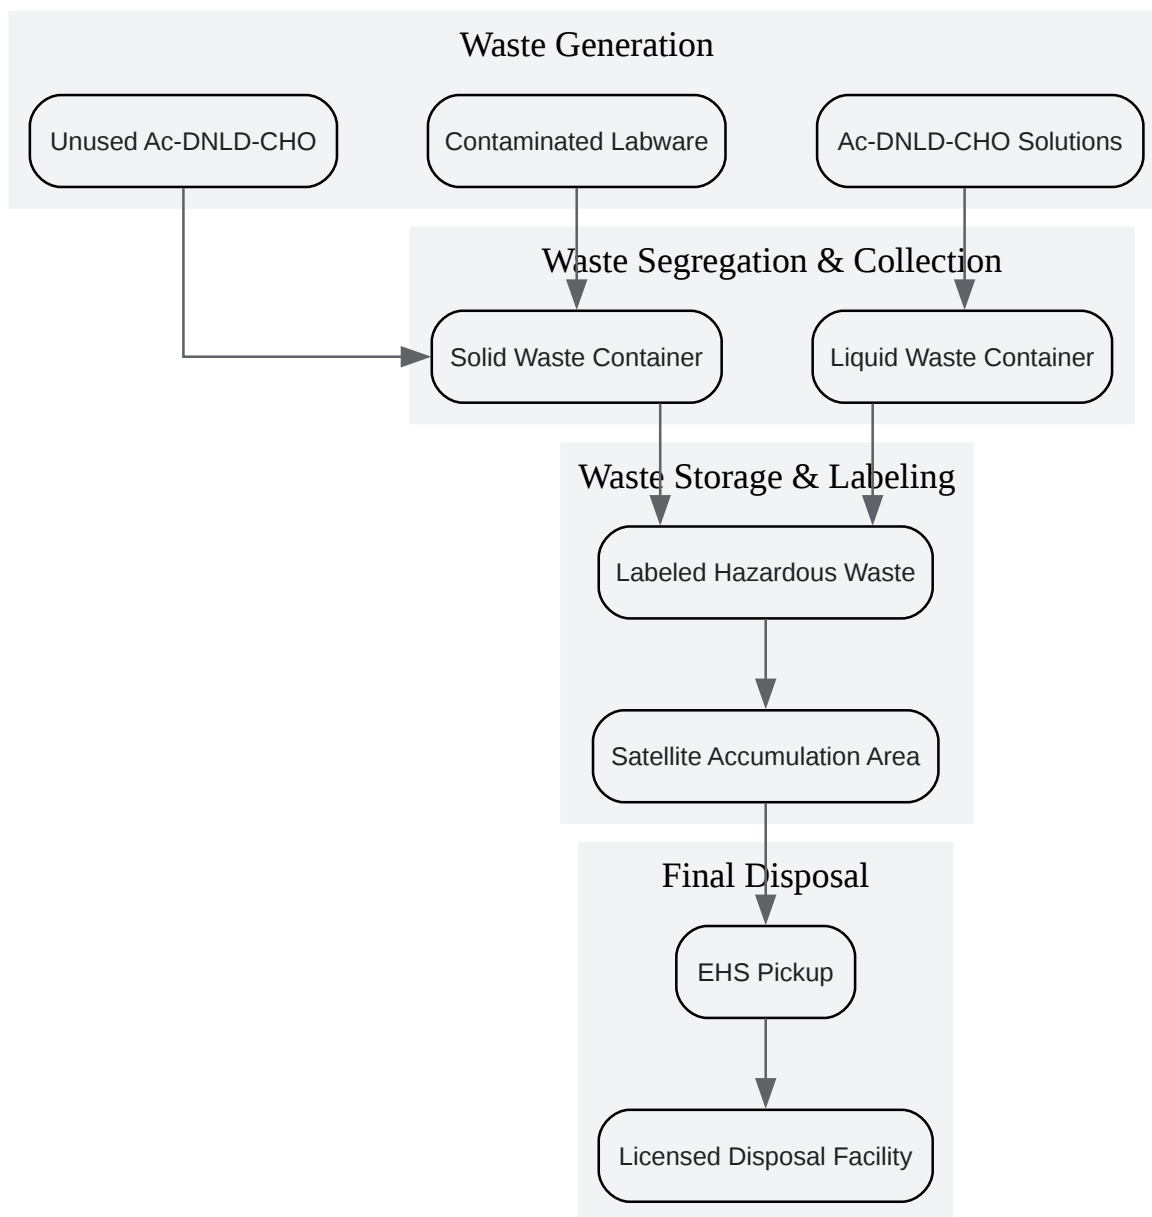 Waste Generation
Unused Ac-DNLD-CHO
Contaminated Labware
Ac-DNLD-CHO Solutions
Waste Segregation & Collection
Solid Waste Container
Liquid Waste Container
Waste Storage & Labeling
Labeled Hazardous Waste
Satellite Accumulation Area
Final Disposal
EHS Pickup
Licensed Disposal Facility